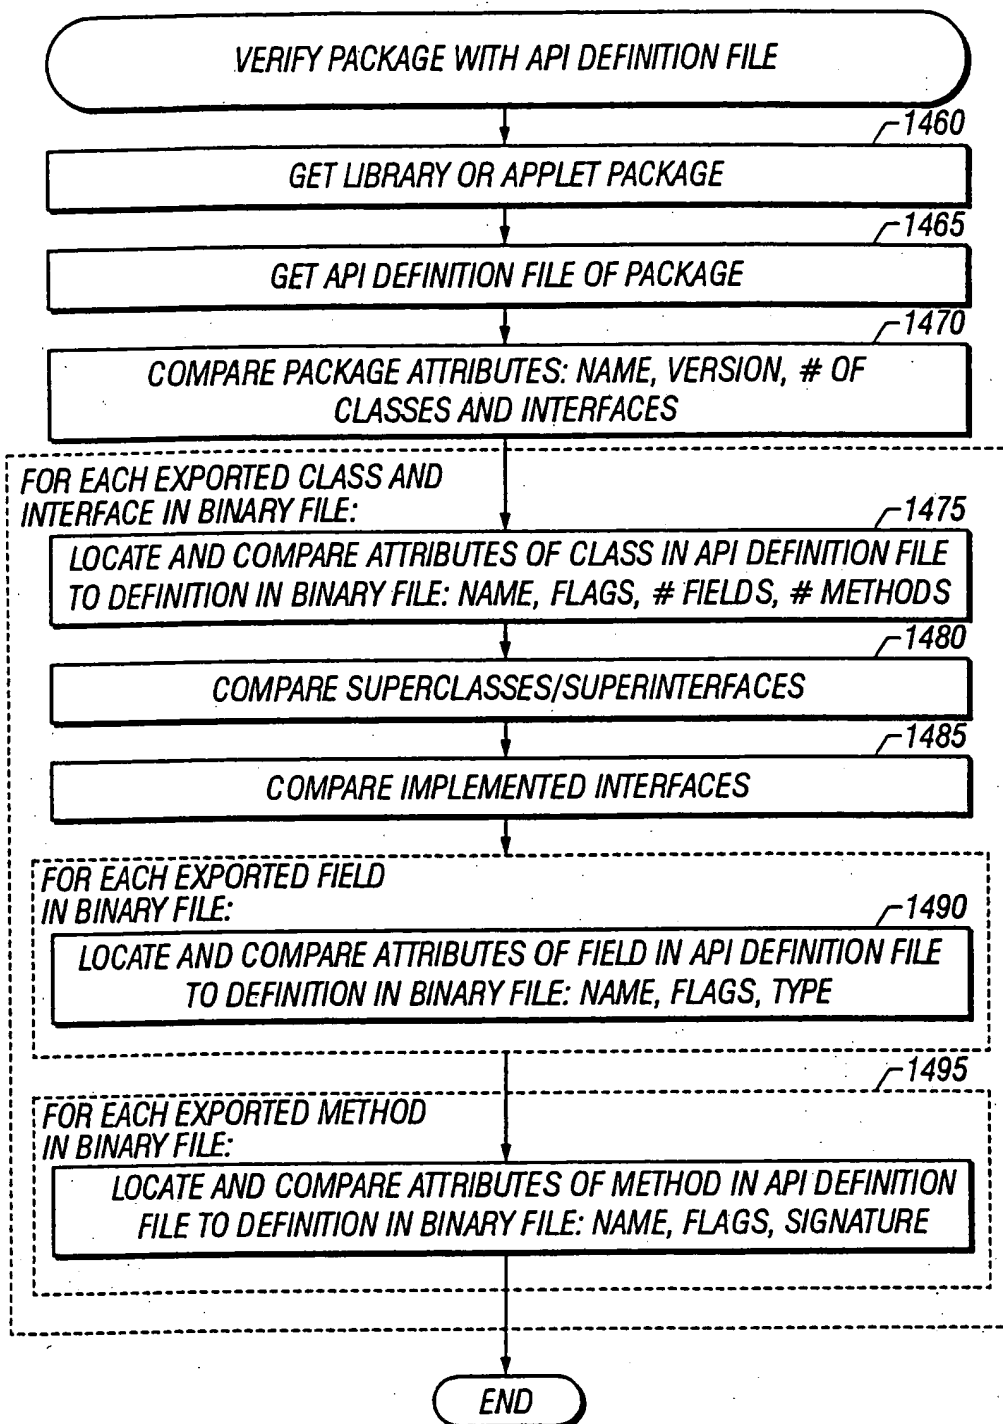 VERIFY PACKAGE WITH API DEFINITION FILE
1460
GET LIBRARY OR APPLET PACKAGE
1465
GET API DEFINITION FILE OF PACKAGE
1470
COMPARE PACKAGE ATTRIBUTES: NAME, VERSION, # OF
CLASSES AND INTERFACES
FOR EACH EXPORTED CLASS AND
INTERFACE IN BINARY FILE:
1475
LOCATE AND COMPARE ATTRIBUTES OF CLASS IN API DEFINITION FILE
TO DEFINITION IN BINARY FILE: NAME, FLAGS, # FIELDS, # METHODS
1480
COMPARE SUPERCLASSES/SUPERINTERFACES
1485
COMPARE IMPLEMENTED INTERFACES
FOR EACH EXPORTED FIELD
IN BINARY FILE:
1490
LOCATE AND COMPARE ATTRIBUTES OF FIELD IN API DEFINITION FILE
TO DEFINITION IN BINARY FILE: NAME, FLAGS, TYPE
1495
FOR EACH EXPORTED METHOD
IN BINARY FILE:
LOCATE AND COMPARE ATTRIBUTES OF METHOD IN API DEFINITION
FILE TO DEFINITION IN BINARY FILE: NAME, FLAGS, SIGNATURE
END